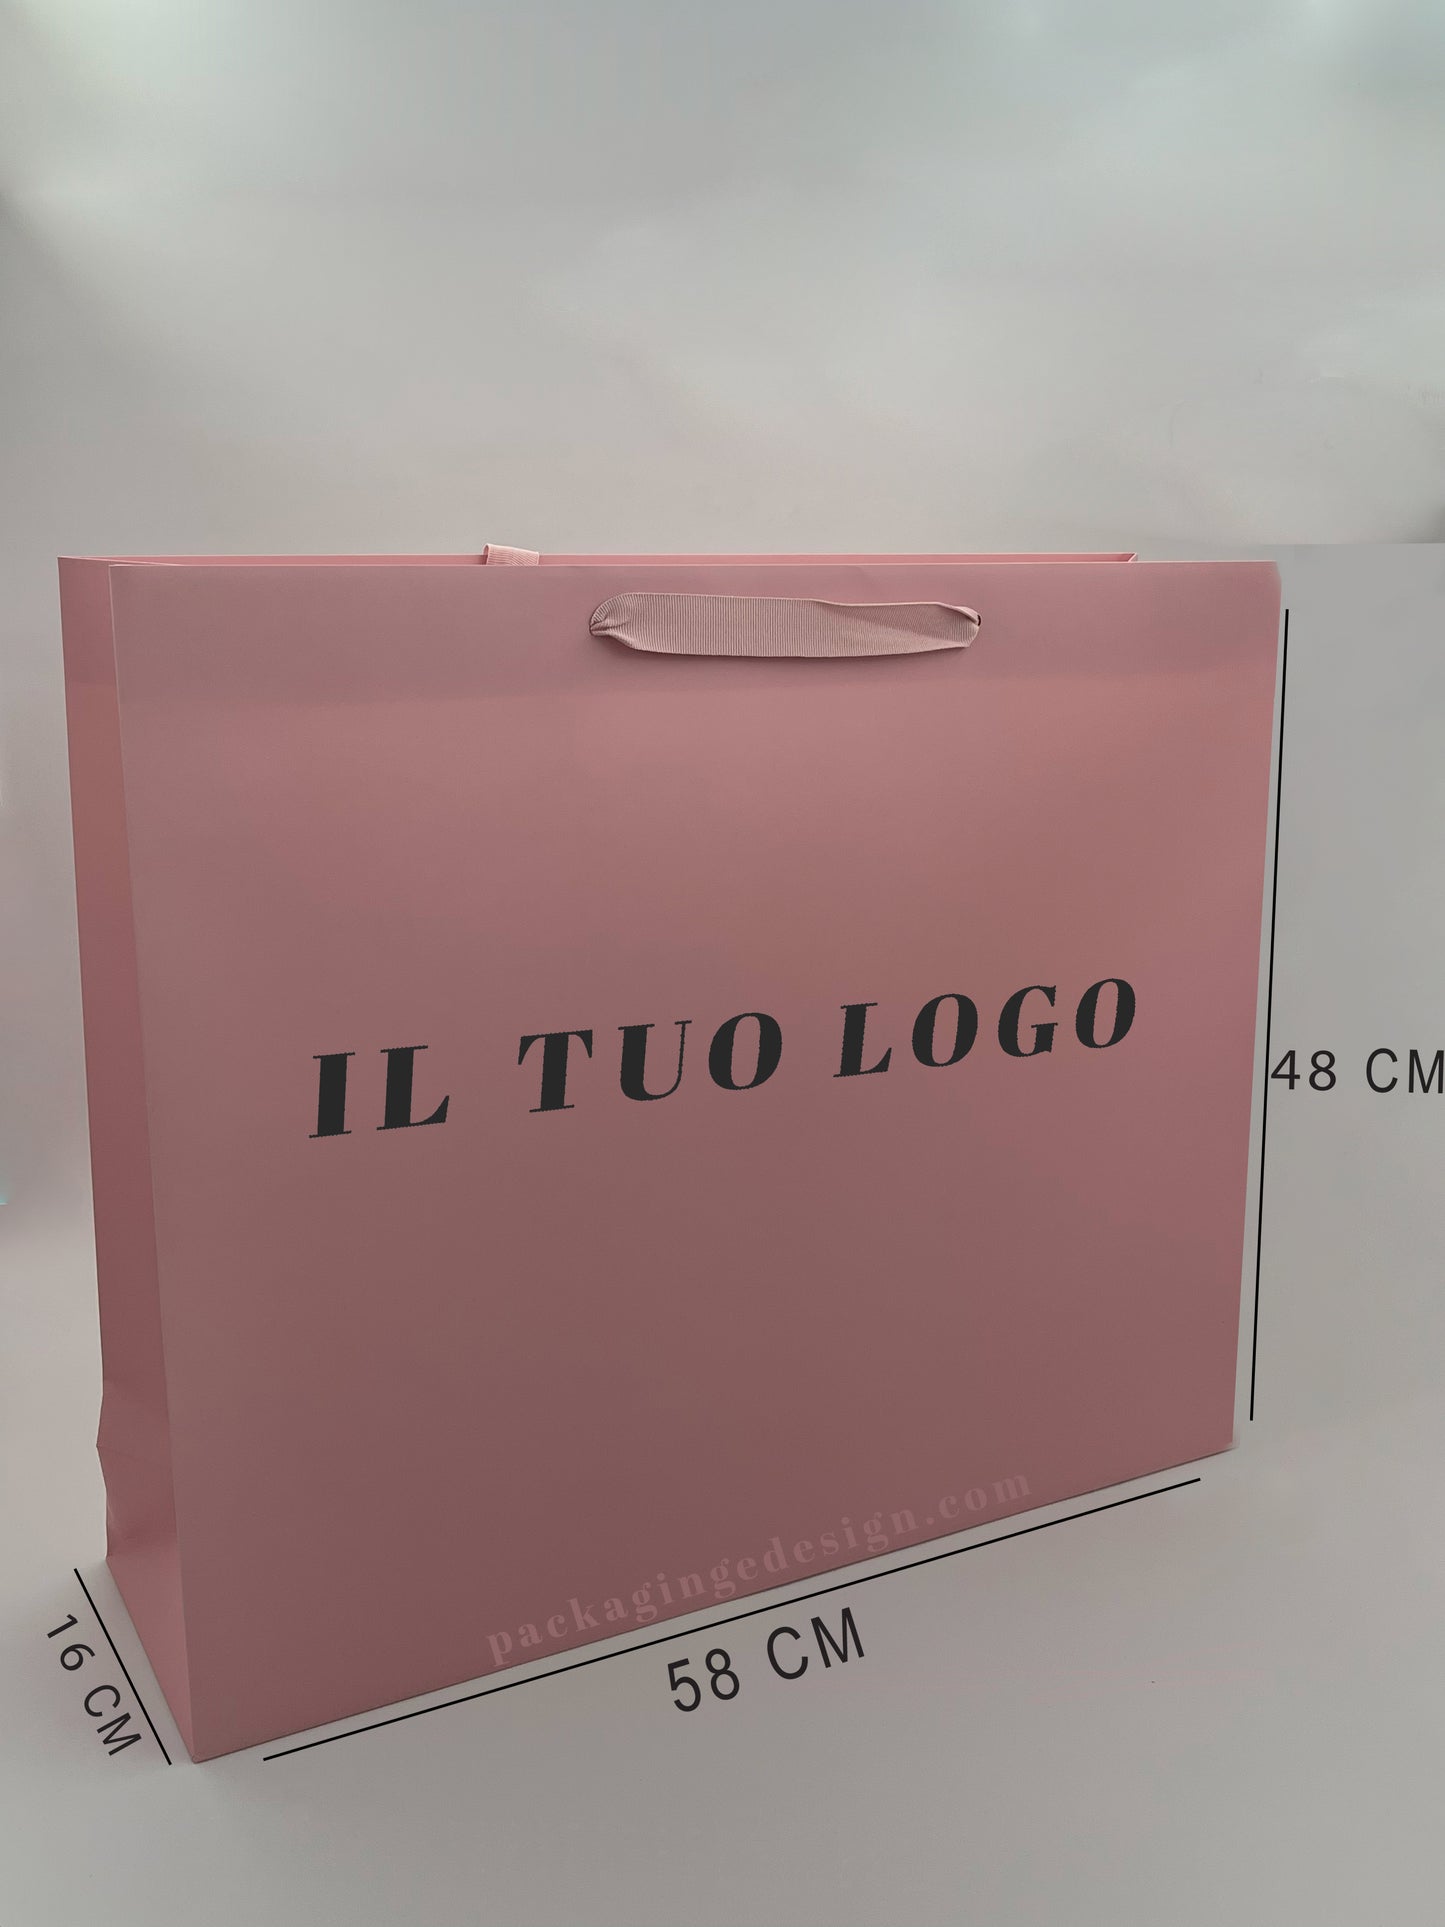 IL TUO LOGO
48 CM
packagingedesign.com
58 CM
16 CM